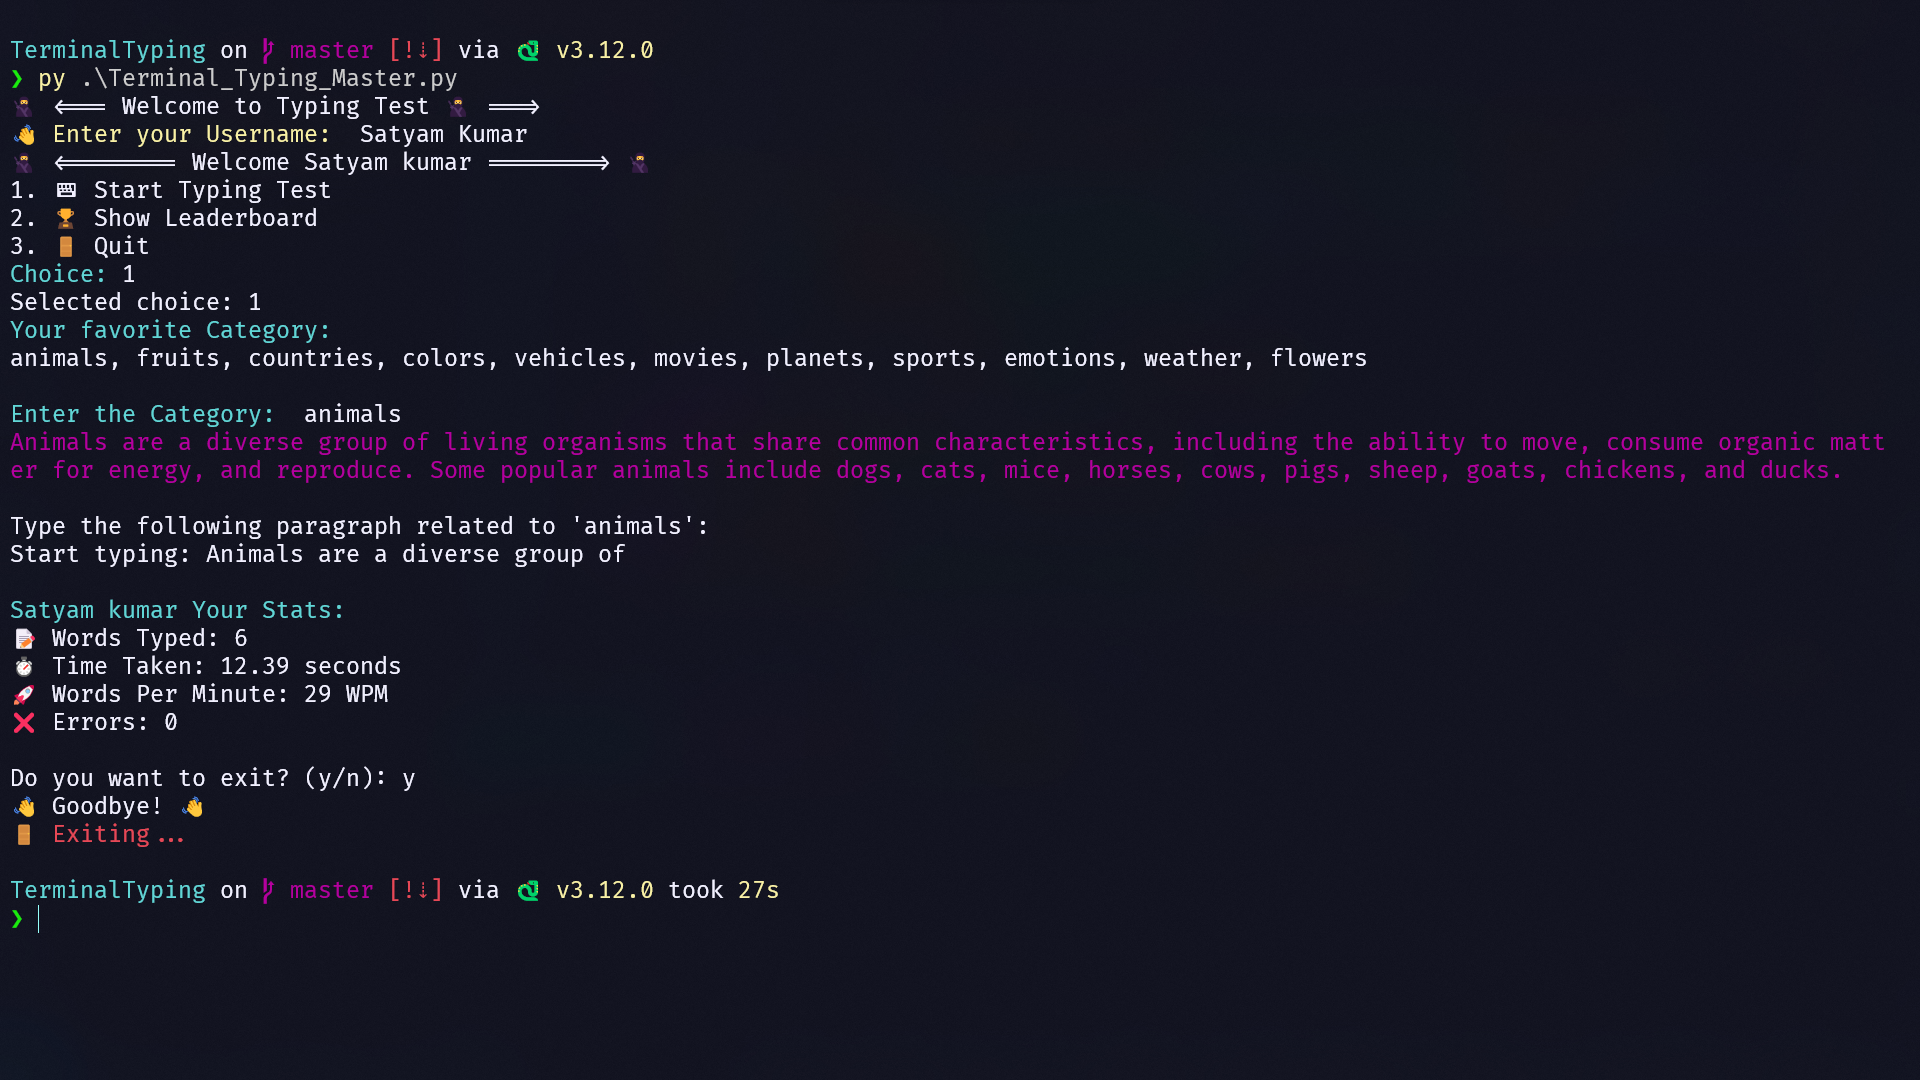 TerminalTyping on master [!⇣] via v3.12.0
❯ py .\Terminal_Typing_Master.py
🥷 <=== Welcome to Typing Test 🥷 ===>
👋 Enter your Username:  Satyam Kumar
🥷 <======== Welcome Satyam kumar ========> 🥷
1. ⌨ Start Typing Test
2. 🏆 Show Leaderboard
3. 🚪 Quit
Choice: 1
Selected choice: 1
Your favorite Category:
animals, fruits, countries, colors, vehicles, movies, planets, sports, emotions, weather, flowers
Enter the Category:  animals
Animals are a diverse group of living organisms that share common characteristics, including the ability to move, consume organic matt
er for energy, and reproduce. Some popular animals include dogs, cats, mice, horses, cows, pigs, sheep, goats, chickens, and ducks.
Type the following paragraph related to 'animals':
Start typing: Animals are a diverse group of
Satyam kumar Your Stats:
📝 Words Typed: 6
⏱ Time Taken: 12.39 seconds
🚀 Words Per Minute: 29 WPM
❌ Errors: 0
Do you want to exit? (y/n): y
👋 Goodbye! 👋
🚪 Exiting...
TerminalTyping on master [!⇣] via v3.12.0 took 27s
❯